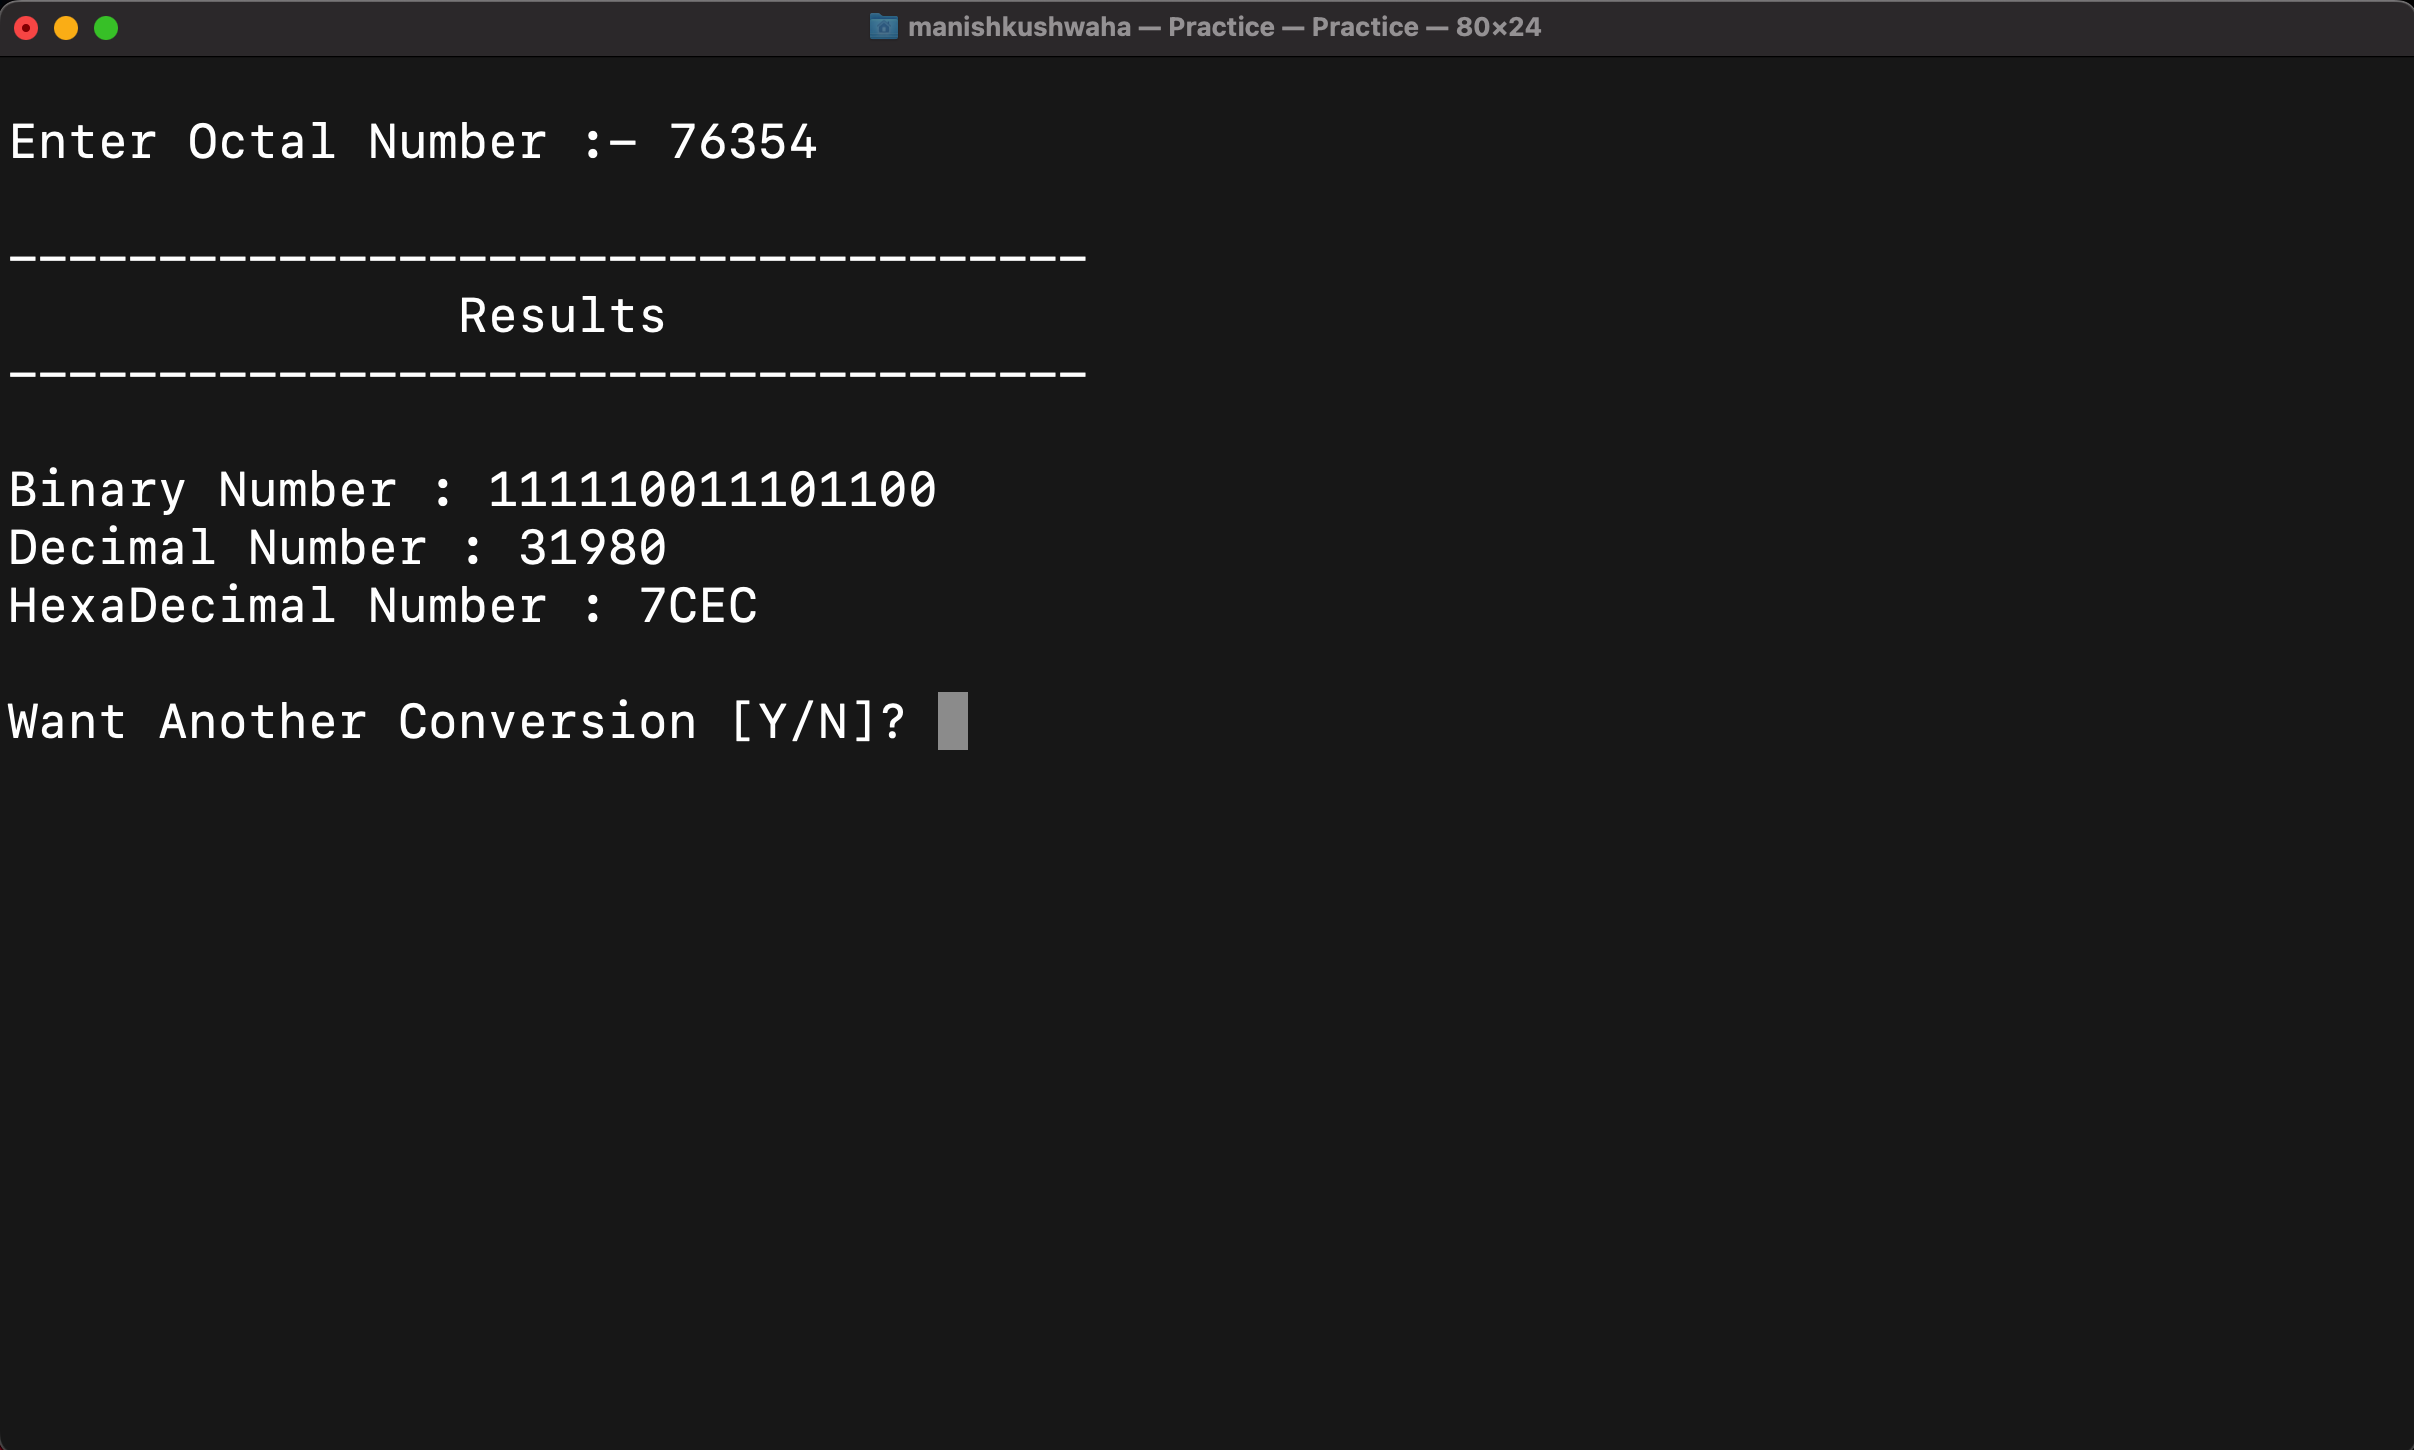 manishkushwaha — Practice — Practice — 80×24
Enter Octal Number :- 76354
------------------------------------
Results
------------------------------------
Binary Number : 111110011101100
Decimal Number : 31980
HexaDecimal Number : 7CEC
Want Another Conversion [Y/N]?